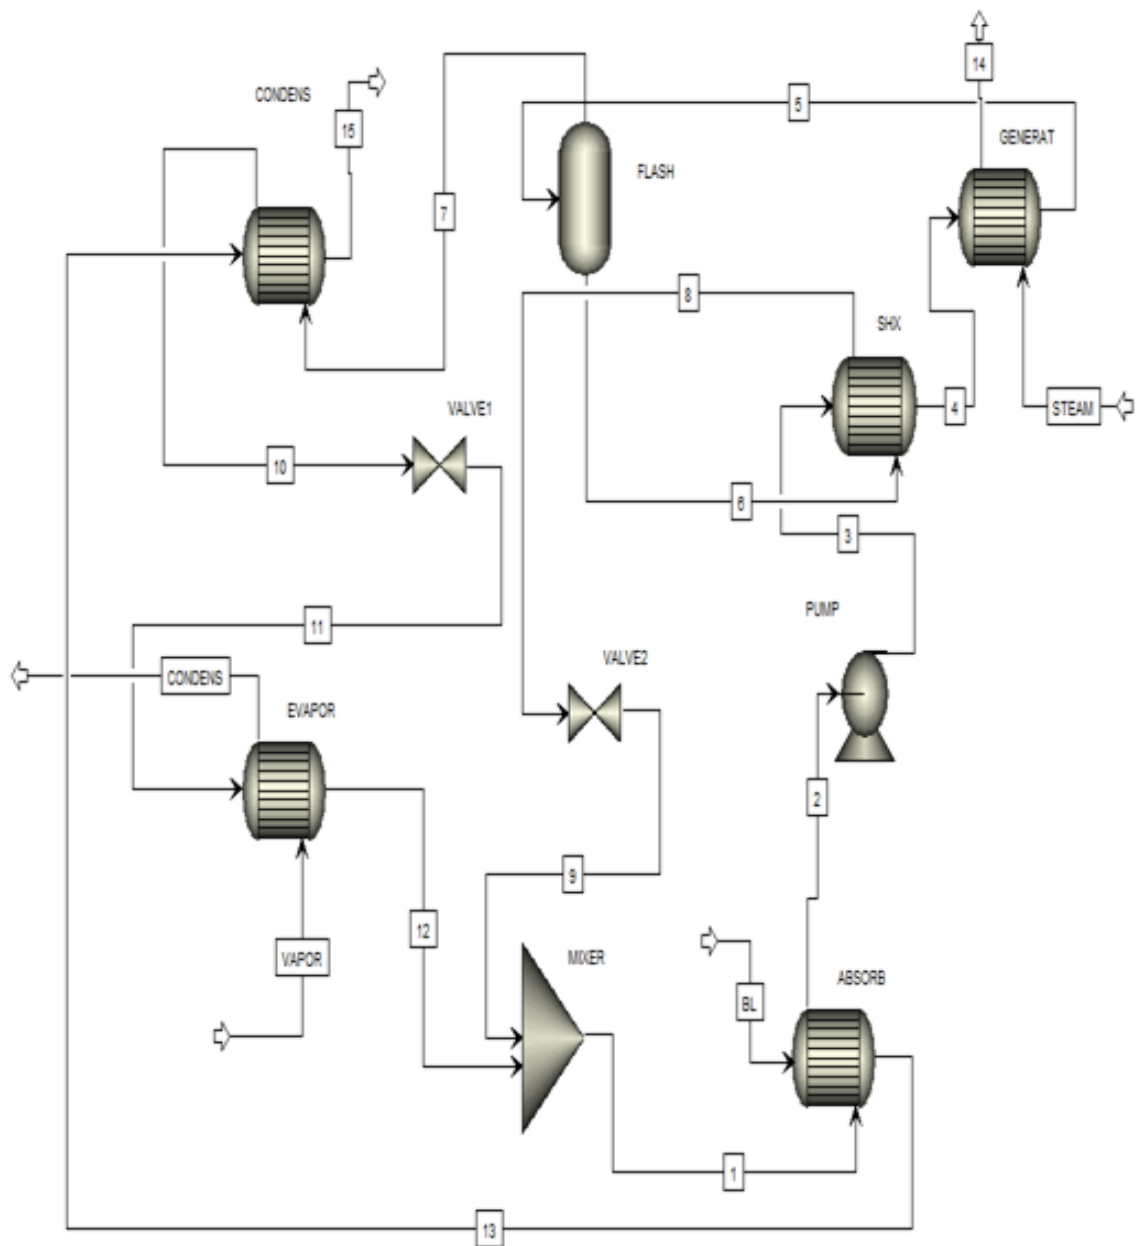 14
CONDENS
5
15
GENERAT
FLASH
7
8
SHX
4
STEAM
VALVE1
10
6
3
PUMP
11
VALVE2
CONDENS
EVAPOR
2
9
12
VAPOR
MIXER
ABSORB
BL
1
13